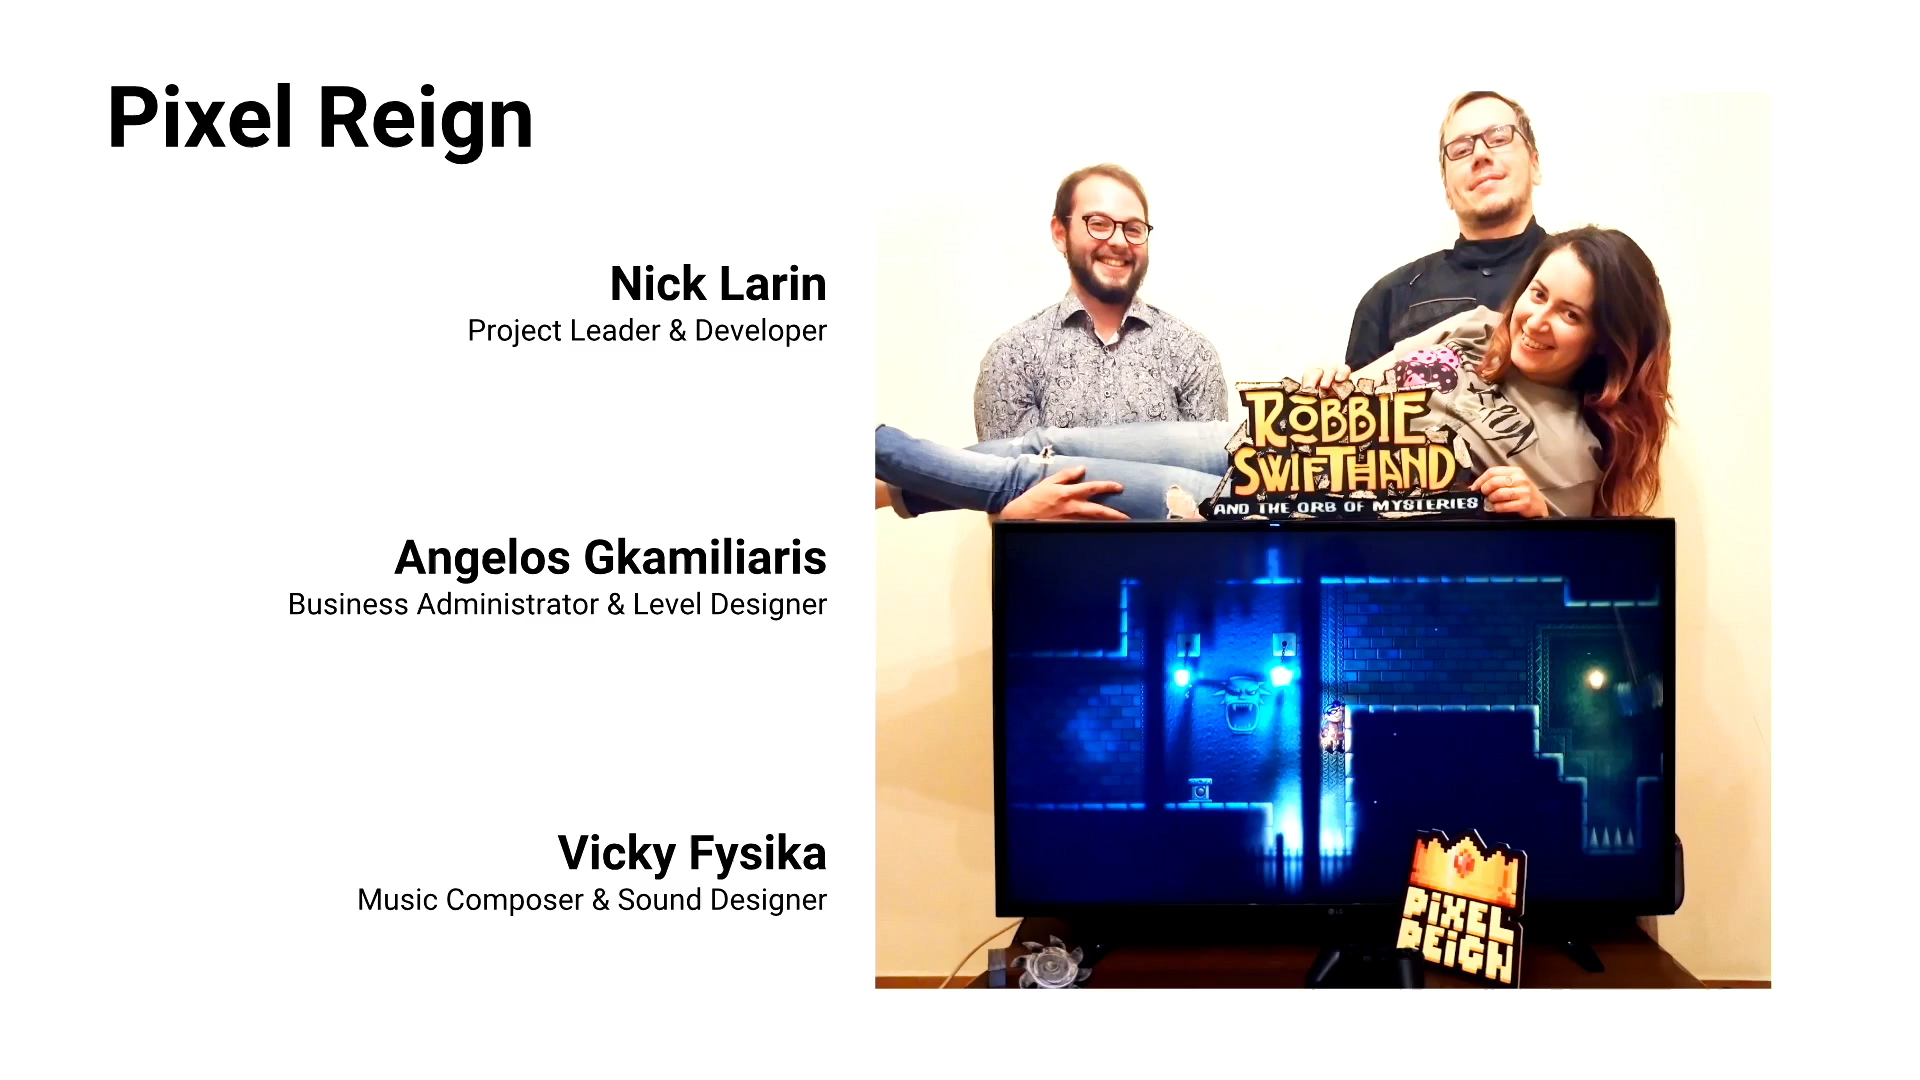 Pixel Reign
Nick Larin
Project Leader & Developer
Angelos Gkamiliaris
Business Administrator & Level Designer
Vicky Fysika
Music Composer & Sound Designer
ROBBIE
SWIFTHAND
AND THE ORB OF MYSTERIES
LG
PiXEL
REiGN